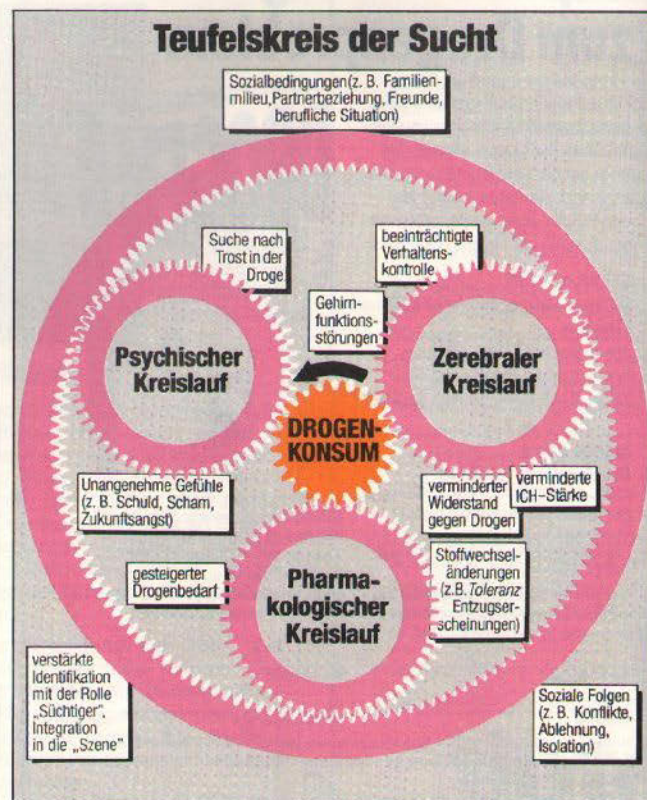 Teufelskreis der Sucht
Sozialbedingungen (z. B. Familien-
milieu, Partnerbeziehung, Freunde,
berufliche Situation)
Suche nach
Trost in der
Droge
beeinträchtigte
Verhaltens-
kontrolle
Gehirn-
funktions-
störungen
Psychischer
Kreislauf
Zerebraler
Kreislauf
DROGEN-
KONSUM
Unangenehme Gefühle
(z. B. Schuld, Scham,
Zukunftsangst)
verminderter
Widerstand
gegen Drogen
verminderte
ICH-Stärke
gesteigerter
Drogenbedarf
Pharma-
kologischer
Kreislauf
Stoffwechsel-
änderungen
(z.B. Toleranz
Entzugser-
scheinungen)
verstärkte
Identifikation
mit der Rolle
„Süchtiger",
Integration
in die „Szene"
Soziale Folgen
(z. B. Konflikte,
Ablehnung,
Isolation)